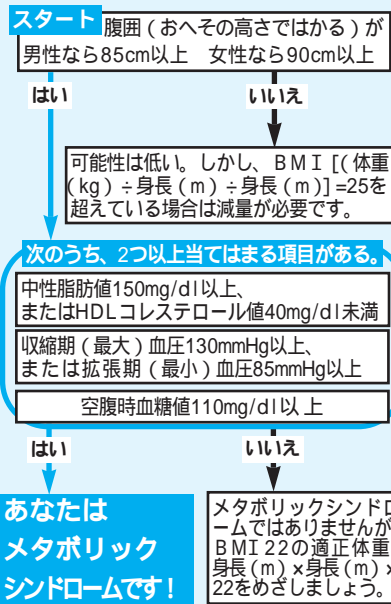 スタート
腹囲(おへその高さではかる)が
男性なら85cm以上 女性なら90cm以上
はい
いいえ
可能性は低い。しかし、BMI [(体重
(kg)÷身長(m)÷身長(m)] =25を
超えている場合は減量が必要です。
次のうち、2つ以上当てはまる項目がある。
中性脂肪値150mg/dl以上、
またはHDLコレステロール値40mg/dl未満
収縮期(最大)血圧130mmHg以上、
または拡張期(最小)血圧85mmHg以上
空腹時血糖値110mg/dl以 上
はい
いいえ
あなたは
メタボリック
シンドロームです!
メタボリックシンドロ
ームではありませんが
BMI 22の適正体重
身長(m)×身長(m)×
22をめざしましょう。